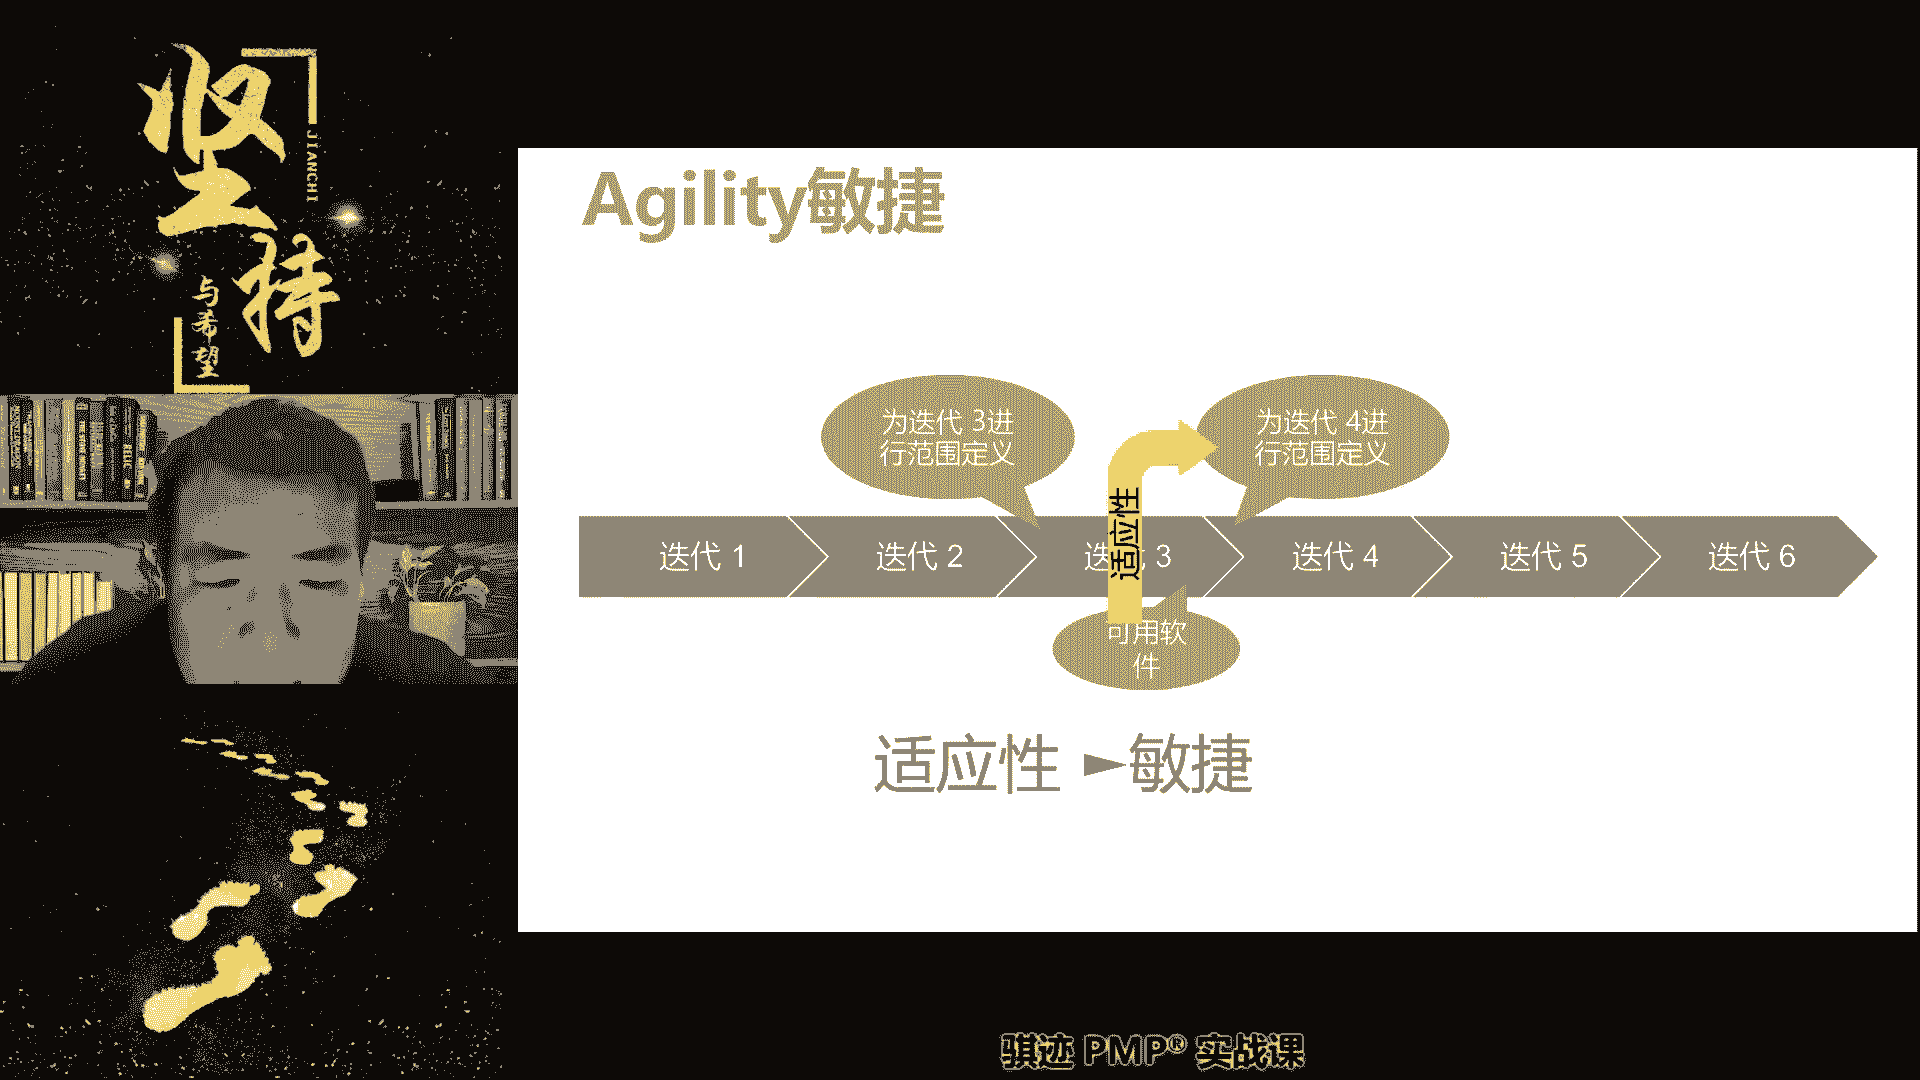 坚持
JIANCHI
与希望
Agility敏捷
为迭代 3进
行范围定义
为迭代 4进
行范围定义
适应性
迭代 1
迭代 2
迭 3
迭代 4
迭代 5
迭代 6
可用软
件
适应性 ►敏捷
骐迹 PMP® 实战课